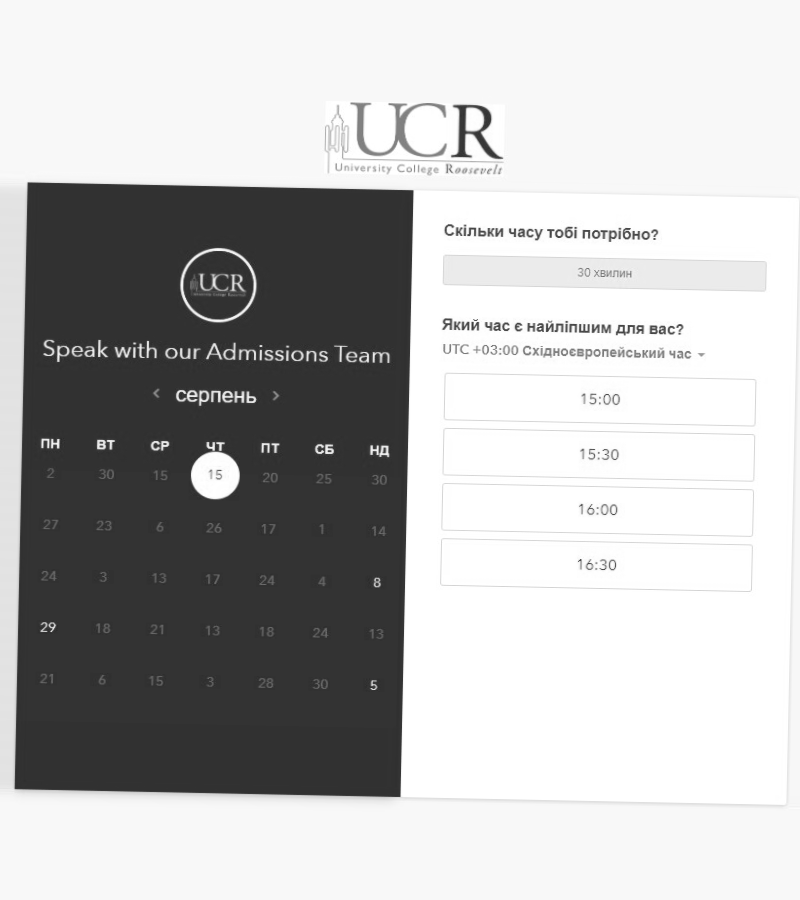 UCR
University College Roosevelt
UCR
University College Roosevelt
Speak with our Admissions Team
серпень
ПН ВТ СР ЧТ ПТ СБ НД
2 30 15 15 20 25 30
27 23 6 26 17 1 14
24 3 13 17 24 4 8
29 18 21 13 18 24 13
21 6 15 3 28 30 5
Скільки часу тобі потрібно?
30 хвилин
Який час є найліпшим для вас?
UTC +03:00 Східноєвропейський час
15:00
15:30
16:00
16:30